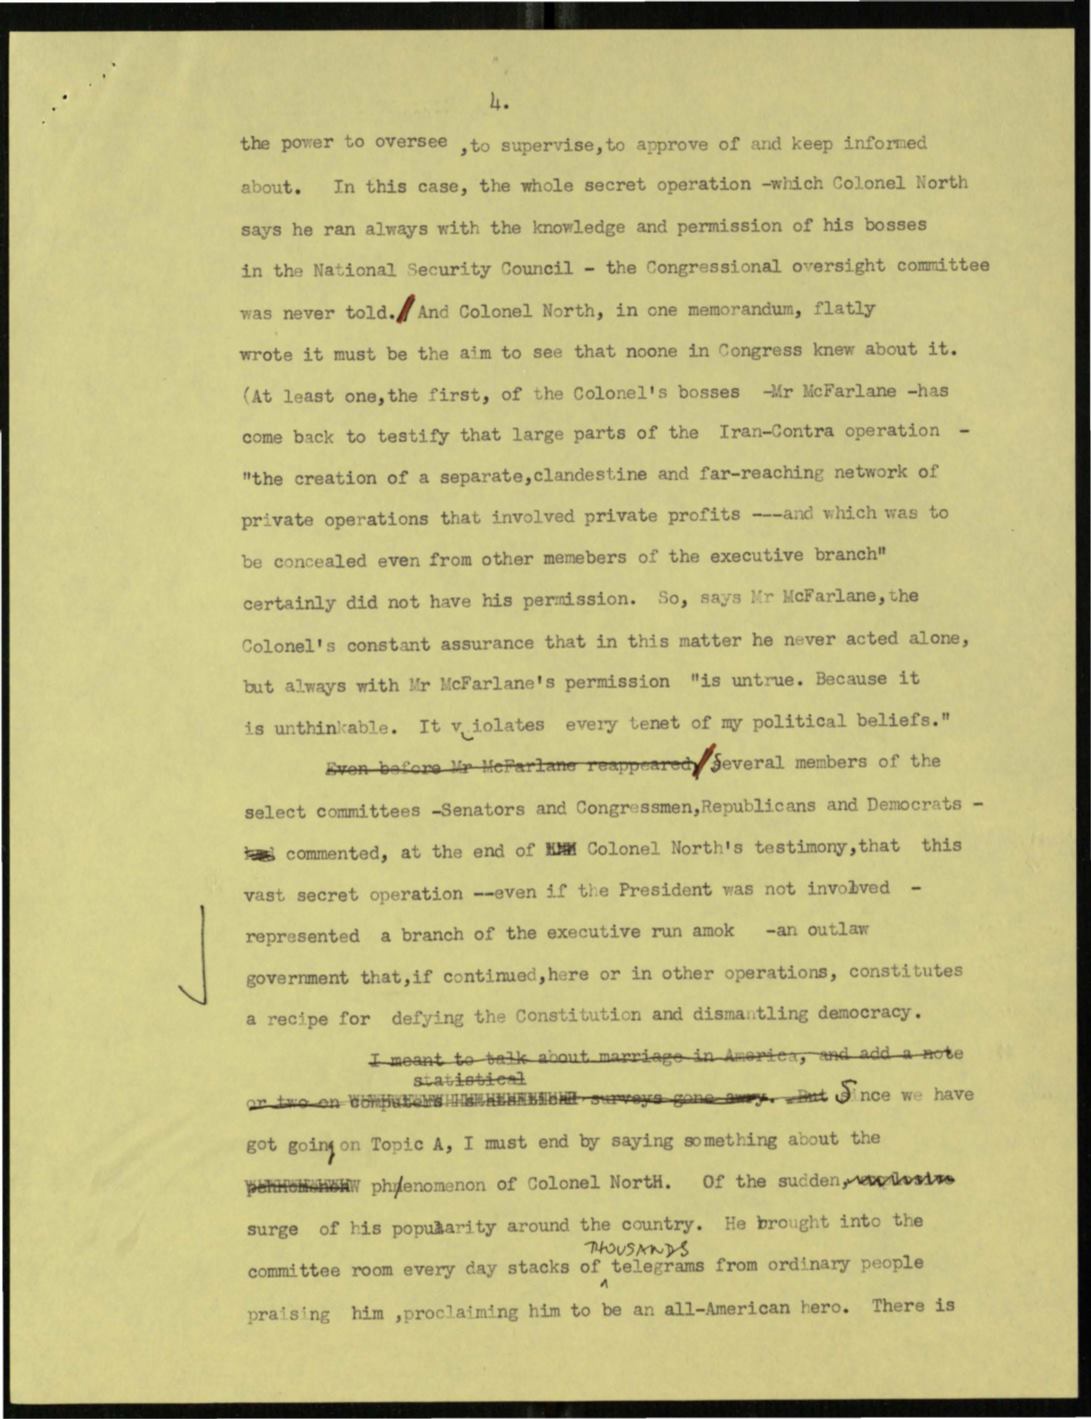 4.
the power to oversee ,to supervise,to approve of and keep informed
about. In this case, the whole secret operation -which Colonel North
says he ran always with the knowledge and permission of his bosses
in the National Security Council - the Congressional oversight committee
was never told. And Colonel North, in one memorandum, flatly
wrote it must be the aim to see that noone in Congress knew about it.
(At least one,the first, of the Colonel's bosses -Mr McFarlane -has
come back to testify that large parts of the Iran-Contra operation -
"the creation of a separate,clandestine and far-reaching network of
private operations that involved private profits ---and which was to
be concealed even from other memebers of the executive branch"
certainly did not have his permission. So, says Mr McFarlane,the
Colonel's constant assurance that in this matter he never acted alone,
but always with Mr McFarlane's permission "is untrue. Because it
is unthinkable. It violates every tenet of my political beliefs."
Even before Mr McFarlane reappeared, Several members of the
select committees -Senators and Congressmen,Republicans and Democrats -
had commented, at the end of Colonel North's testimony,that this
vast secret operation --even if the President was not involved -
represented a branch of the executive run amok -an outlaw
government that,if continued,here or in other operations, constitutes
a recipe for defying the Constitution and dismantling democracy.
I meant to talk about marriage in America, and add a note
statistical
or two on surveys gone awry. But Since we have
got going on Topic A, I must end by saying something about the
phenomenon of Colonel NortH. Of the sudden,
surge of his popularity around the country. He brought into the
THOUSANDS
committee room every day stacks of telegrams from ordinary people
praising him ,proclaiming him to be an all-American hero. There is